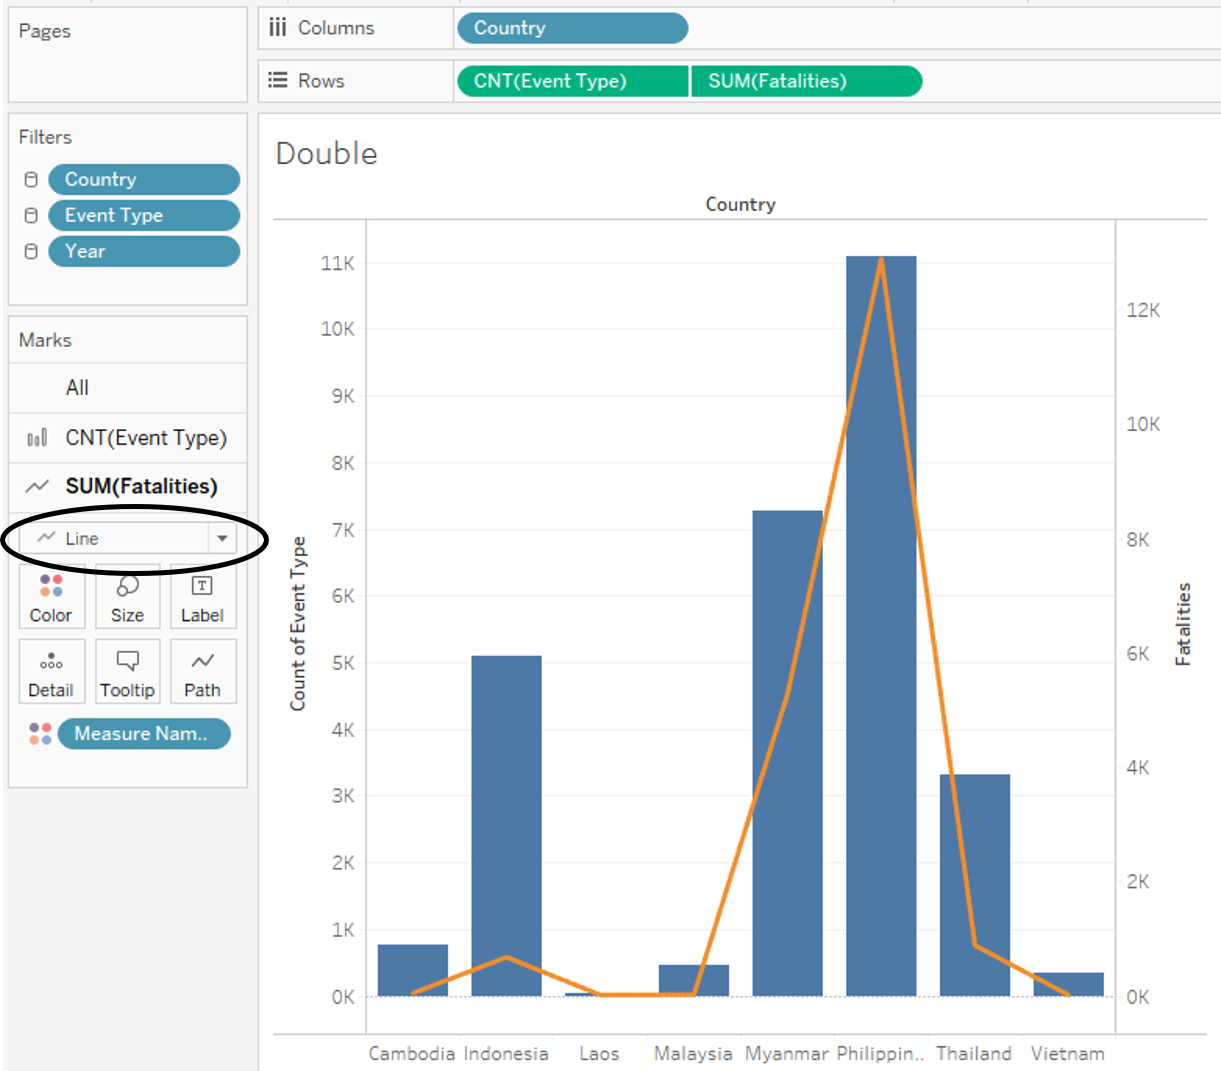 Pages
Columns
Country
Rows
CNT(Event Type)
SUM(Fatalities)
Filters
Country
Event Type
Year
Marks
All
CNT(Event Type)
SUM(Fatalities)
Line
Color
Size
Label
Detail
Tooltip
Path
Measure Nam..
Double
Country
11K
10K
9K
8K
7K
6K
5K
4K
3K
2K
1K
0K
Count of Event Type
12K
10K
8K
6K
4K
2K
0K
Fatalities
Cambodia Indonesia Laos Malaysia Myanmar Philippin.. Thailand Vietnam